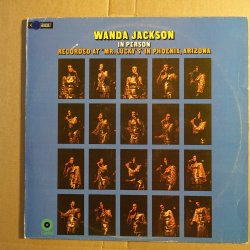 WANDA JACKSON
IN PERSON
RECORDED AT "MR. LUCKY'S" IN PHOENIX, ARIZONA